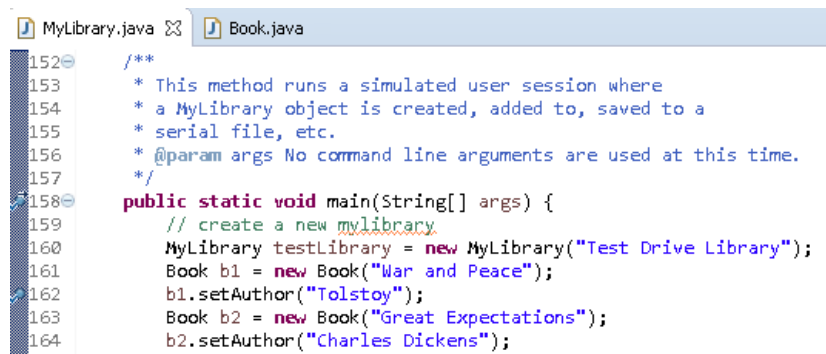 MyLibrary.java Book.java
152 /**
153 * This method runs a simulated user session where
154 * a MyLibrary object is created, added to, saved to a
155 * serial file, etc.
156 * @param args No command line arguments are used at this time.
157 */
158 public static void main(String[] args) {
159 // create a new mylibrary
160 MyLibrary testLibrary = new MyLibrary("Test Drive Library");
161 Book b1 = new Book("War and Peace");
162 b1.setAuthor("Tolstoy");
163 Book b2 = new Book("Great Expectations");
164 b2.setAuthor("Charles Dickens");